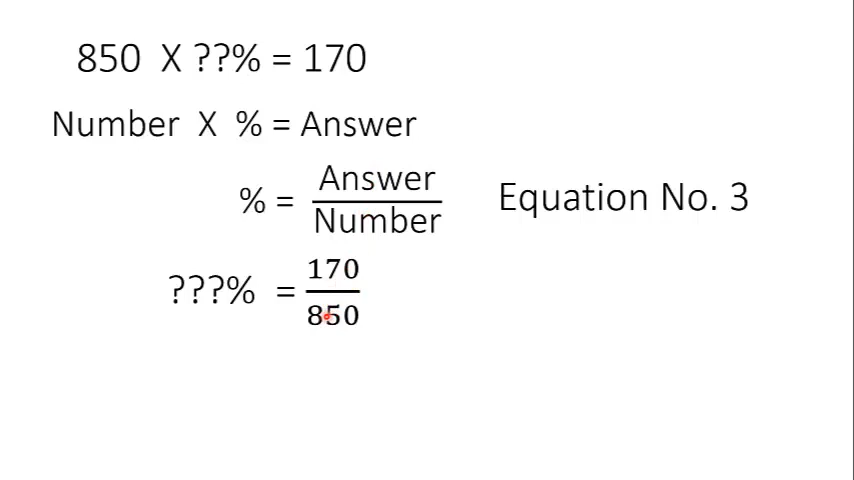 850 X ??% = 170
Number X % = Answer
% = Answer/Number Equation No. 3
???% = 170/850